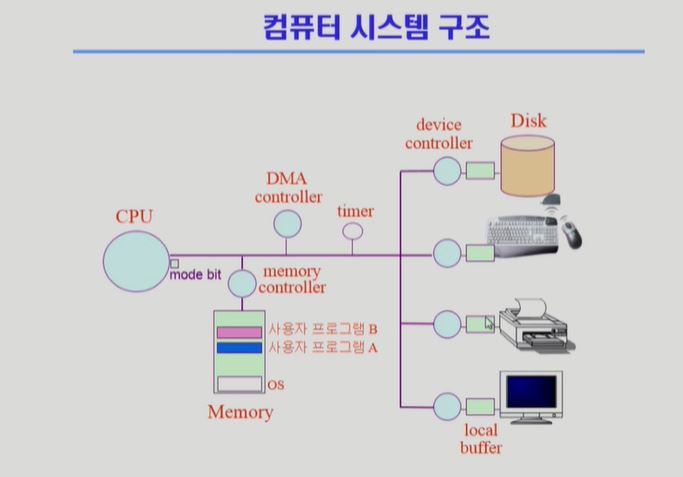 컴퓨터 시스템 구조
device
controller
Disk
DMA
controller
timer
CPU
mode bit
memory
controller
사용자 프로그램 B
사용자 프로그램 A
OS
Memory
local
buffer